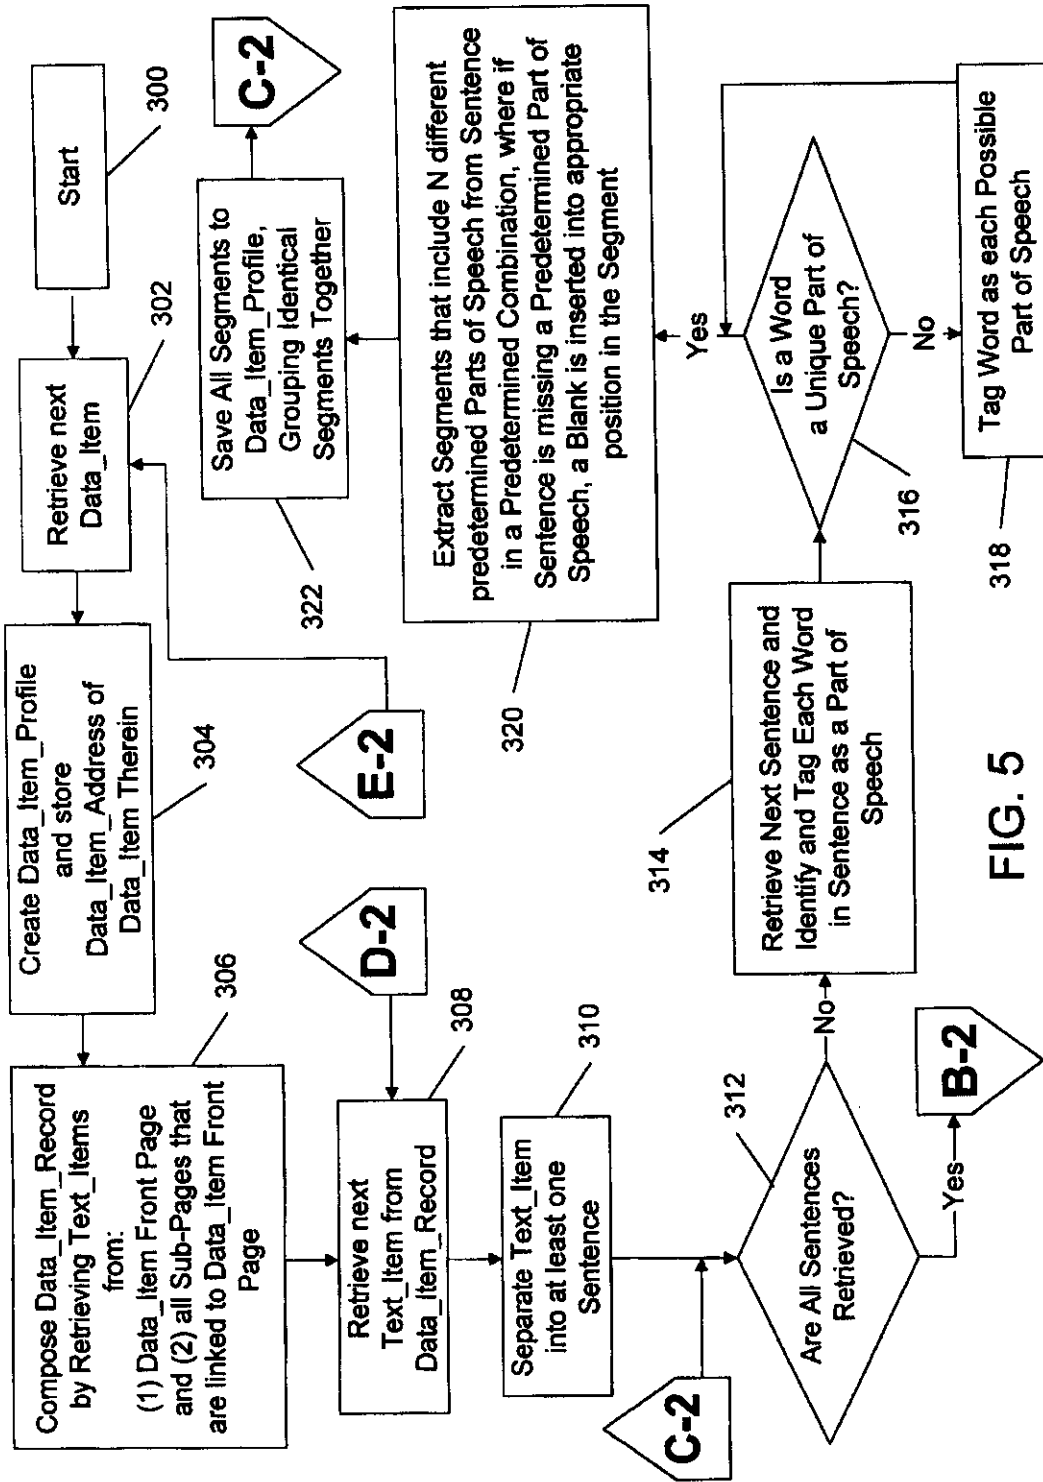 Start
300
Retrieve next
Data_Item
302
Create Data_Item_Profile
and store
Data_Item_Address of
Data_Item Therein
304
Compose Data_Item_Record
by Retrieving Text_Items
from:
(1) Data_Item Front Page
and (2) all Sub-Pages that
are linked to Data_Item Front
Page
306
E-2
D-2
Retrieve next
Text_Item from
Data_Item_Record
308
Separate Text_Item
into at least one
Sentence
310
C-2
Are All Sentences
Retrieved?
312
No
Yes
B-2
Retrieve Next Sentence and
Identify and Tag Each Word
in Sentence as a Part of
Speech
314
Is a Word
a Unique Part of
Speech?
316
No
Yes
Tag Word as each Possible
Part of Speech
318
Extract Segments that include N different
predetermined Parts of Speech from Sentence
in a Predetermined Combination, where if
Sentence is missing a Predetermined Part of
Speech, a Blank is inserted into appropriate
position in the Segment
320
Save All Segments to
Data_Item_Profile,
Grouping Identical
Segments Together
322
C-2
FIG. 5